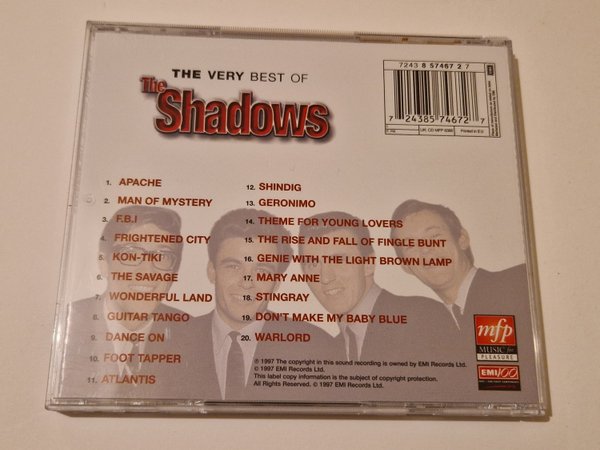 THE VERY BEST OF
The
Shadows
7243 8 57467 2 7
7 24385 74672 7
Printed in E.U.
1. APACHE
2. MAN OF MYSTERY
3. F.B.I
4. FRIGHTENED CITY
5. KON-TIKI
6. THE SAVAGE
7. WONDERFUL LAND
8. GUITAR TANGO
9. DANCE ON
10. FOOT TAPPER
11. ATLANTIS
12. SHINDIG
13. GERONIMO
14. THEME FOR YOUNG LOVERS
15. THE RISE AND FALL OF FINGLE BUNT
16. GENIE WITH THE LIGHT BROWN LAMP
17. MARY ANNE
18. STINGRAY
19. DON'T MAKE MY BABY BLUE
20. WARLORD
mfp
MUSIC for
PLEASURE
EMI 100
℗ 1997 The copyright in this sound recording is owned by EMI Records Ltd.
© 1997 EMI Records Ltd.
This label copy information is the subject of copyright protection.
All Rights Reserved. © 1997 EMI Records Ltd.